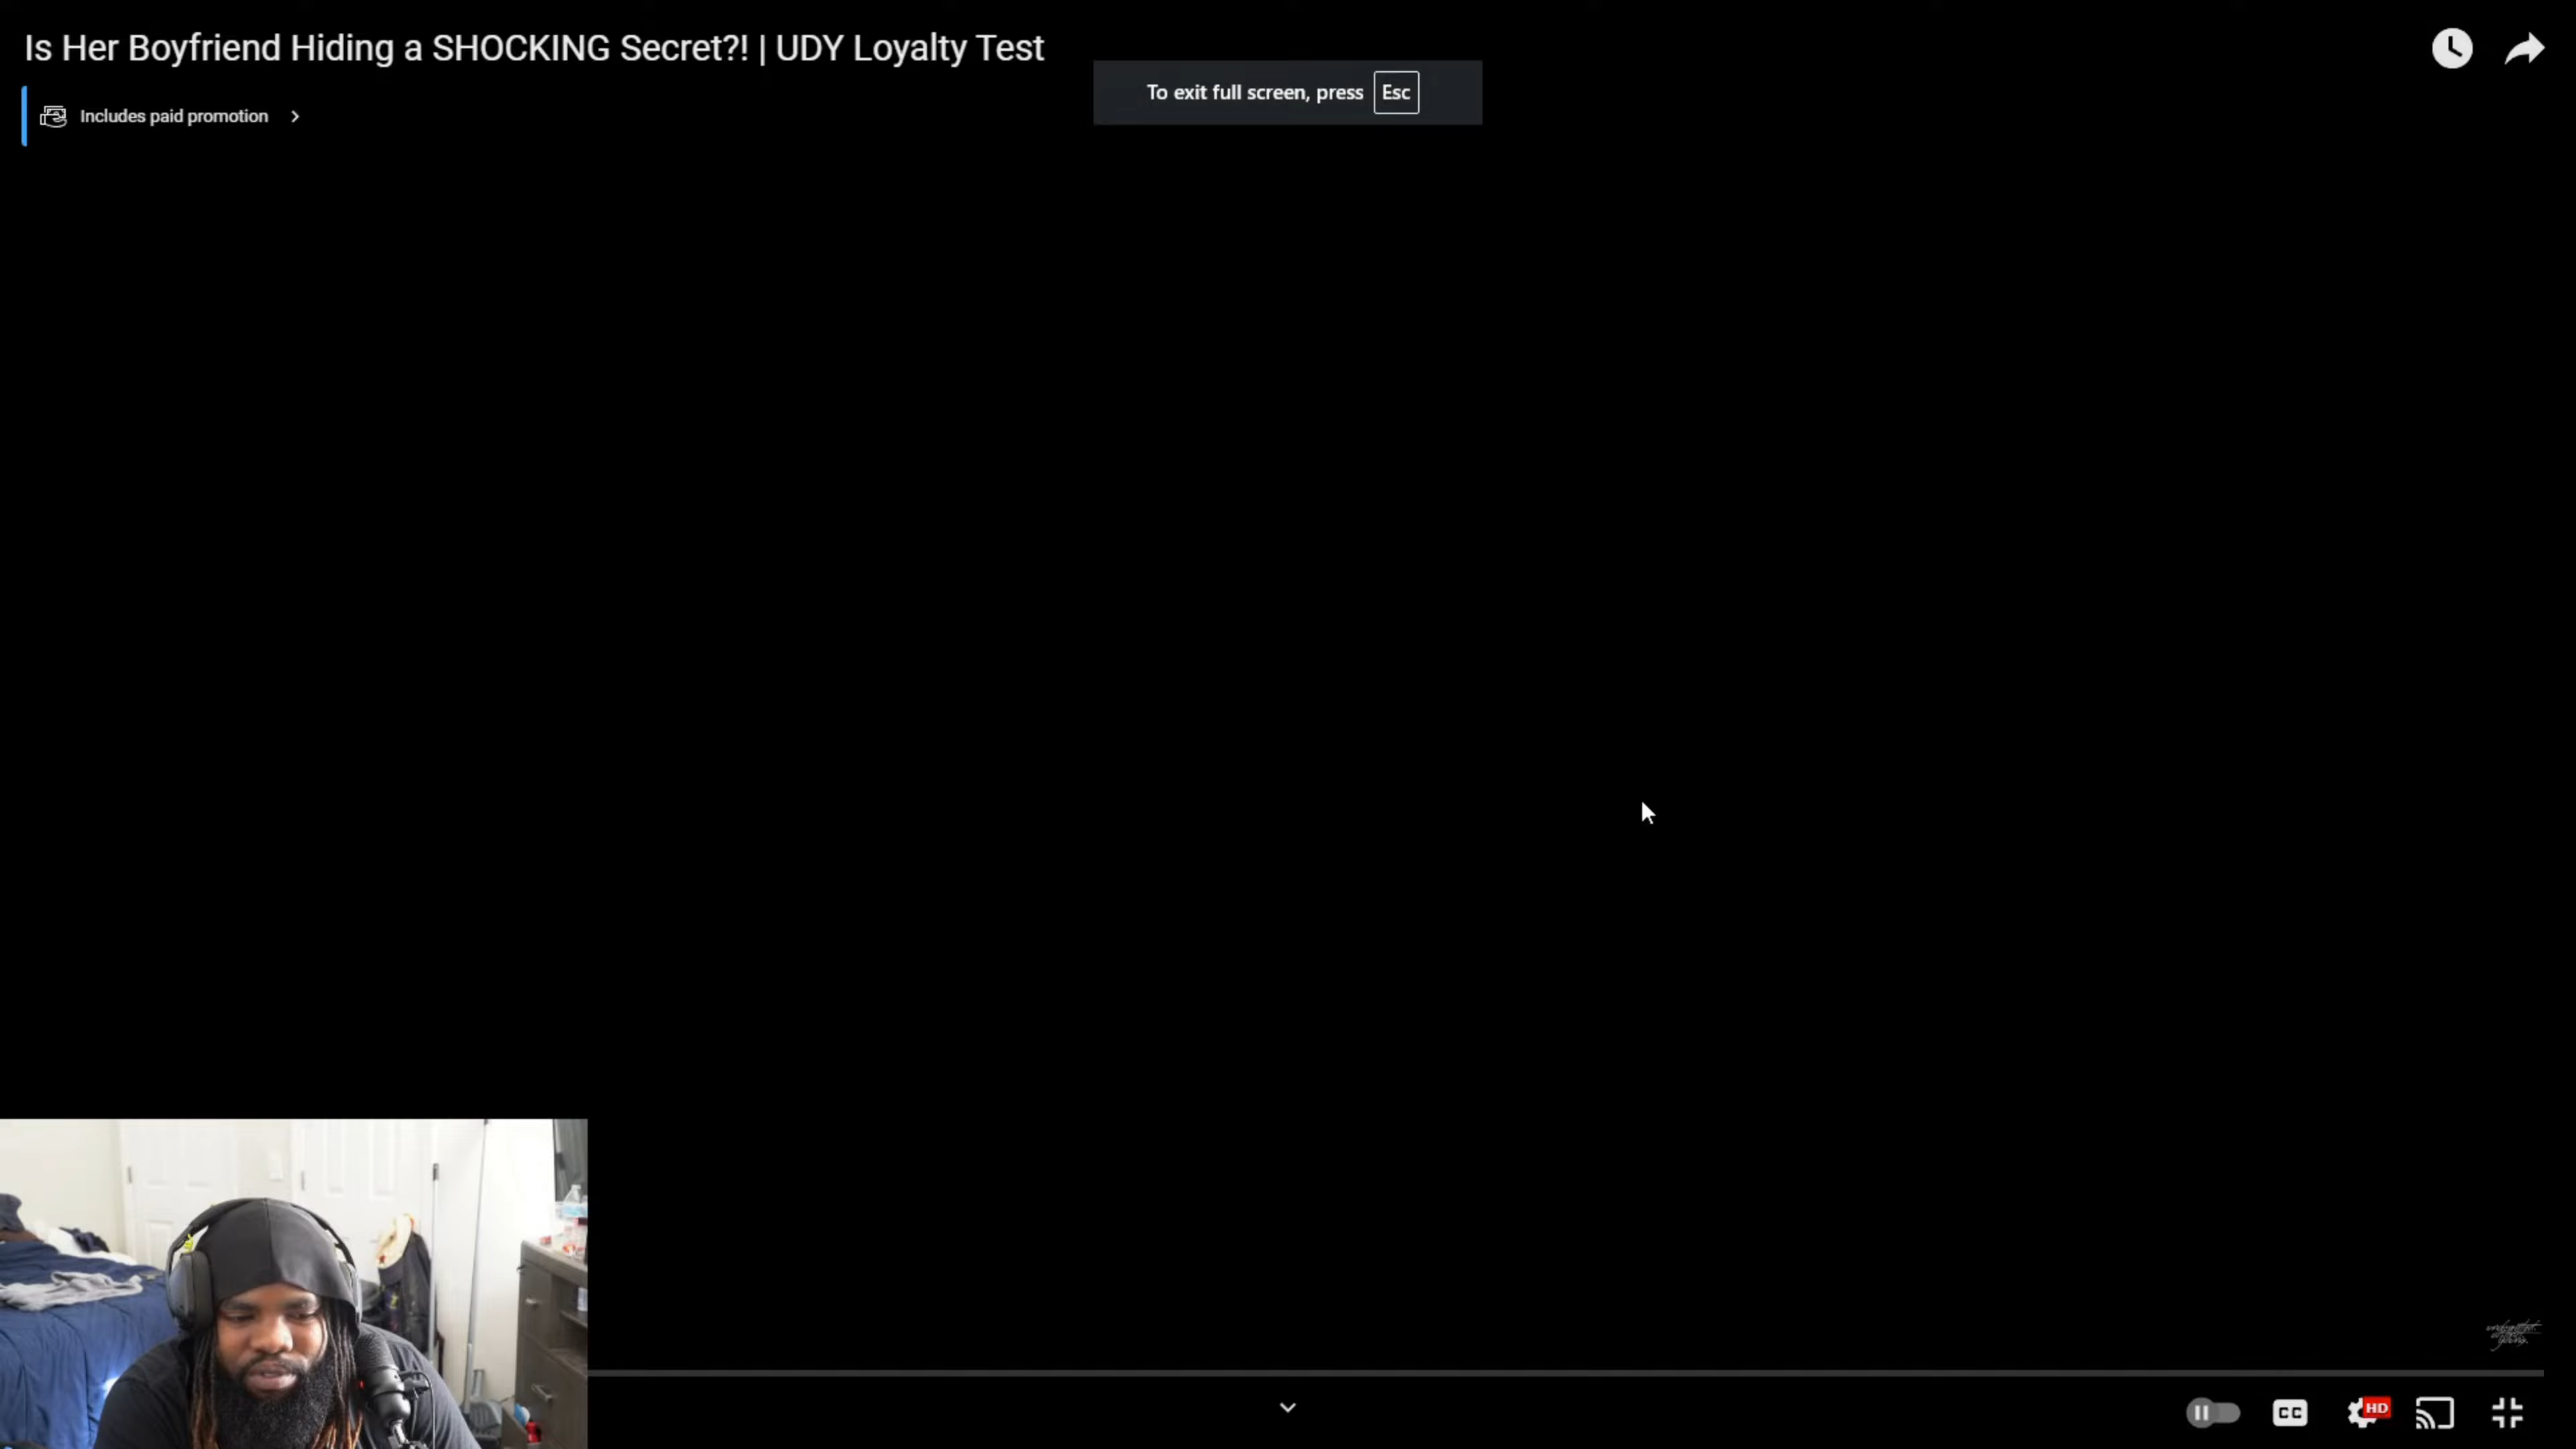 Is Her Boyfriend Hiding a SHOCKING Secret?! | UDY Loyalty Test
To exit full screen, press Esc
Includes paid promotion
CC
HD